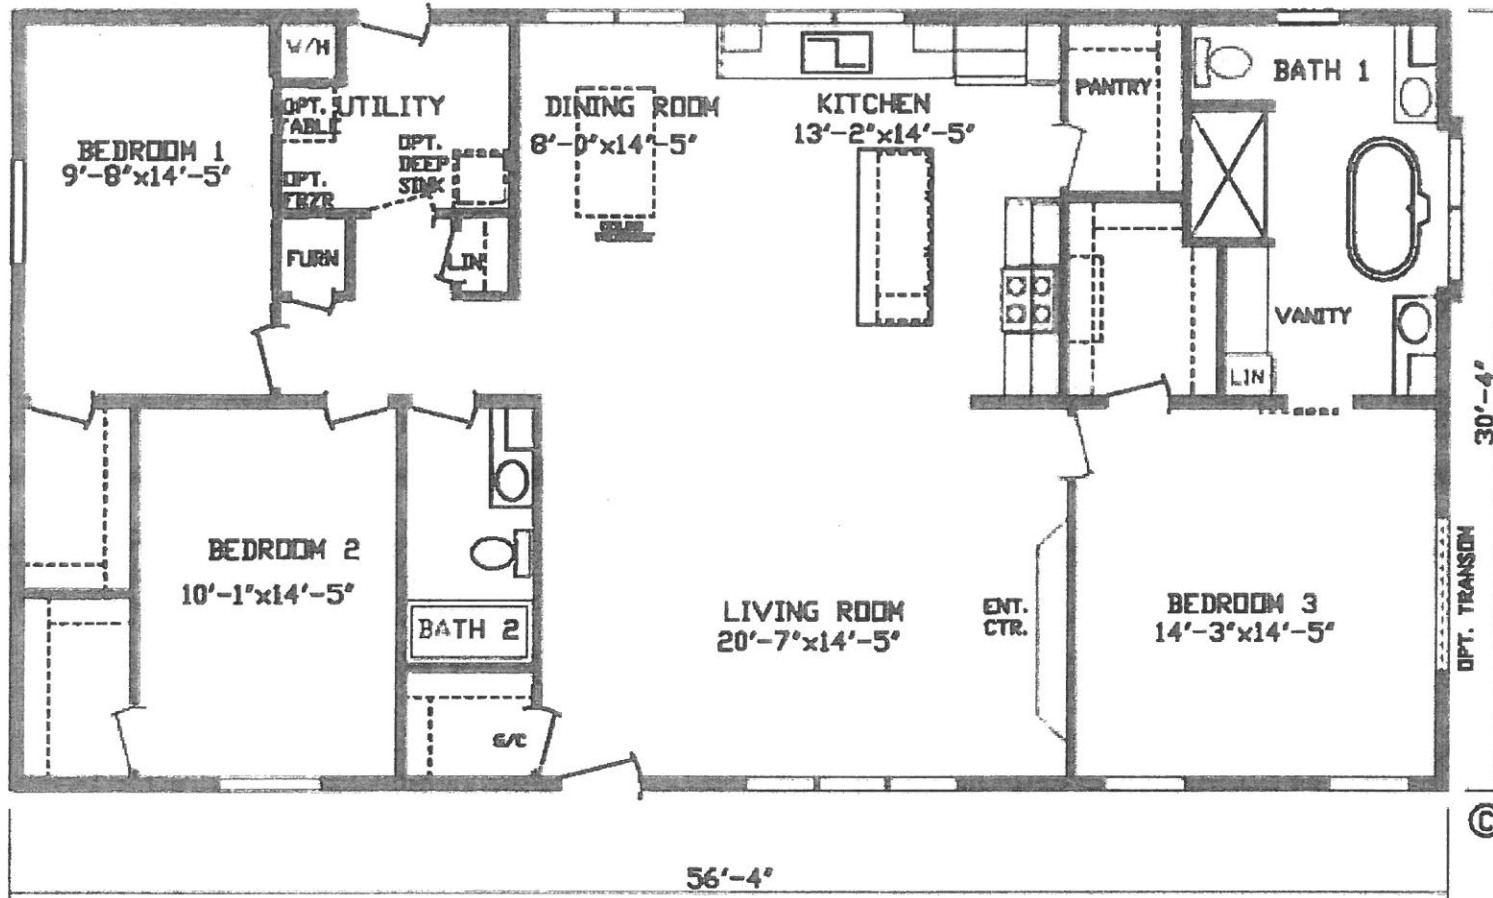 W/H
BATH 1
OPT.
TABLE
UTILITY
DINING ROOM
8'-0"x14'-5"
KITCHEN
13'-2"x14'-5"
PANTRY
BEDROOM 1
9'-8"x14'-5"
OPT.
DEEP
SINK
OPT.
FRZR
FURN
LIN
VANITY
LIN
30'-4"
BEDROOM 2
10'-1"x14'-5"
BATH 2
LIVING ROOM
20'-7"x14'-5"
ENT.
CTR.
BEDROOM 3
14'-3"x14'-5"
OPT. TRANSOM
G/C
©
56'-4"